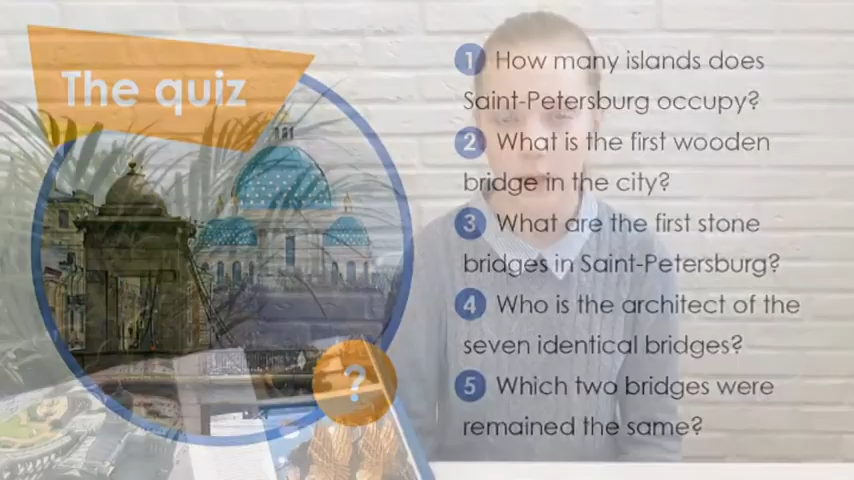 The quiz
1 How many islands does
Saint-Petersburg occupy?
2 What is the first wooden
bridge in the city?
3 What are the first stone
bridges in Saint-Petersburg?
4 Who is the architect of the
seven identical bridges?
5 Which two bridges were
remained the same?
?